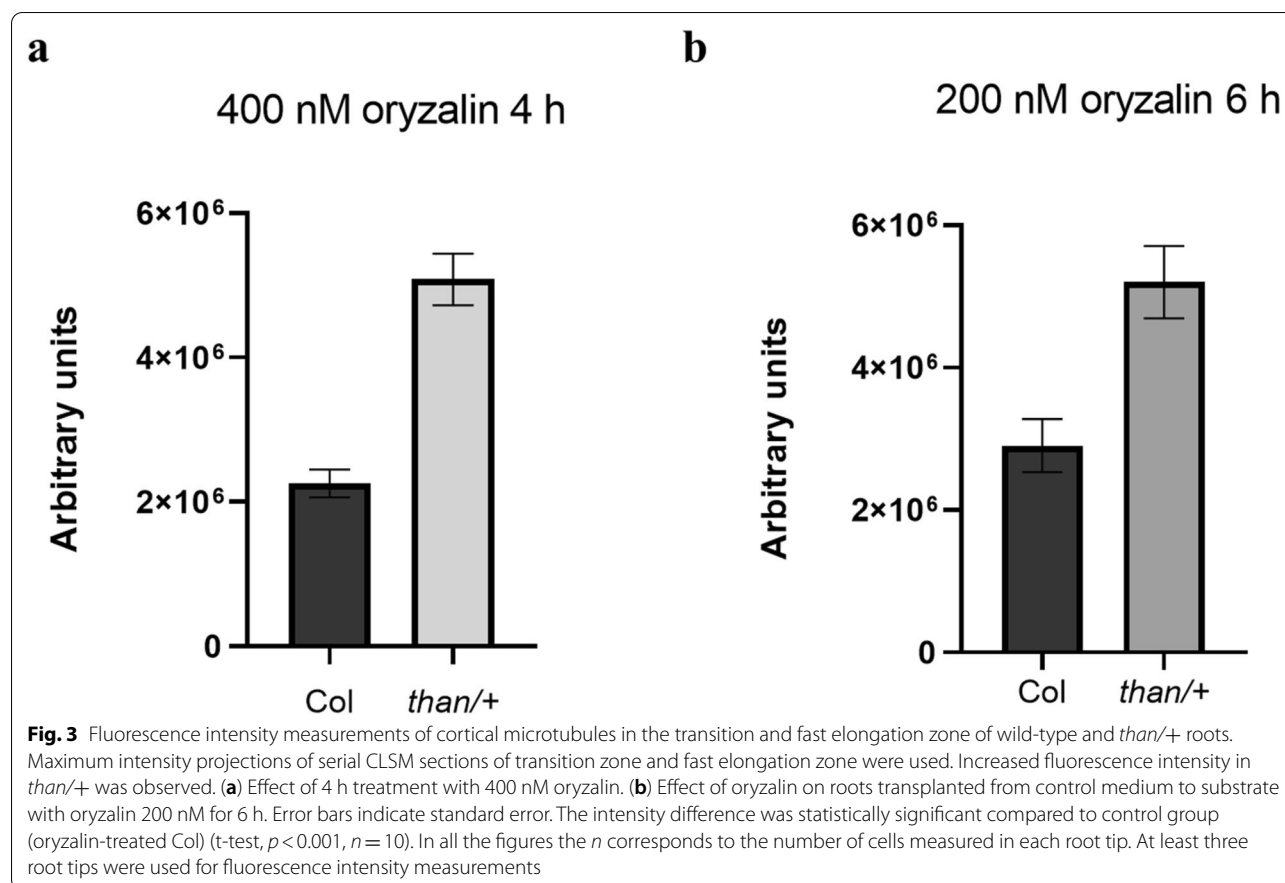 a
400 nM oryzalin 4 h
Arbitrary units
6×10⁶
4×10⁶
2×10⁶
0
Col than/+
b
200 nM oryzalin 6 h
Arbitrary units
6×10⁶
4×10⁶
2×10⁶
0
Col than/+
Fig. 3 Fluorescence intensity measurements of cortical microtubules in the transition and fast elongation zone of wild-type and than/+ roots.
Maximum intensity projections of serial CLSM sections of transition zone and fast elongation zone were used. Increased fluorescence intensity in
than/+ was observed. (a) Effect of 4 h treatment with 400 nM oryzalin. (b) Effect of oryzalin on roots transplanted from control medium to substrate
with oryzalin 200 nM for 6 h. Error bars indicate standard error. The intensity difference was statistically significant compared to control group
(oryzalin-treated Col) (t-test, p < 0.001, n = 10). In all the figures the n corresponds to the number of cells measured in each root tip. At least three
root tips were used for fluorescence intensity measurements